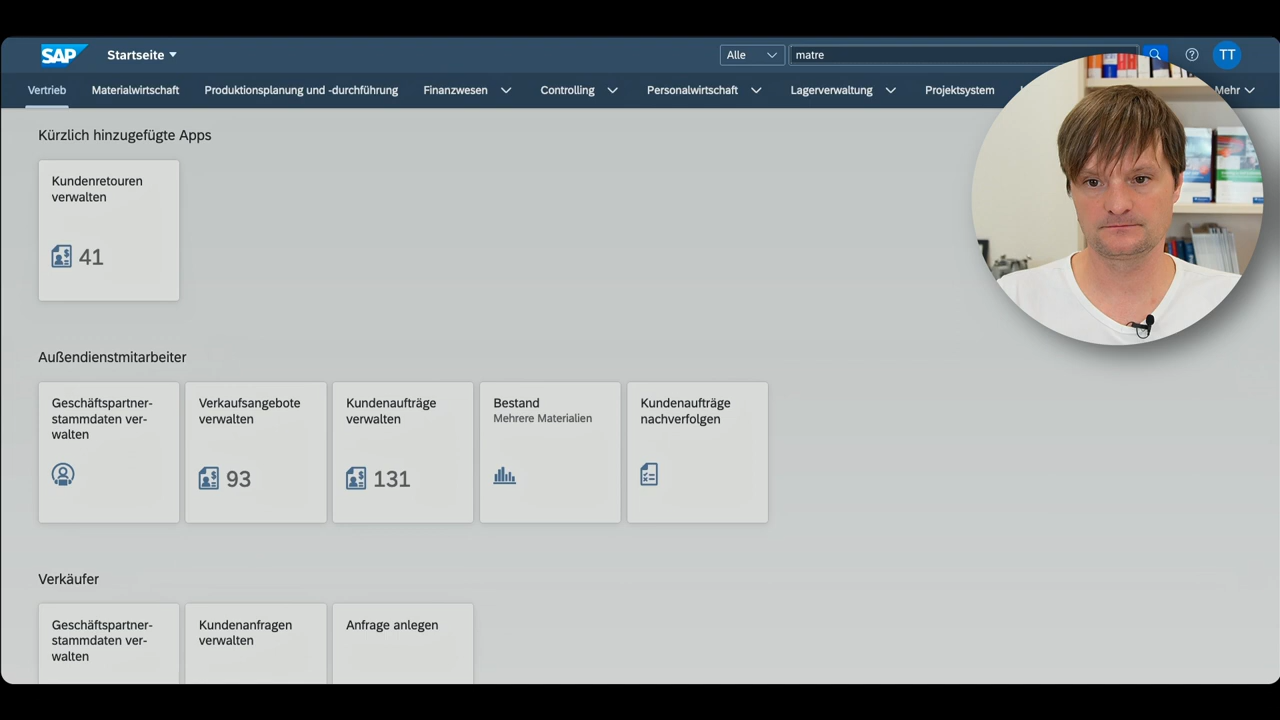 SAP Startseite Alle matre TT
Vertrieb Materialwirtschaft Produktionsplanung und -durchführung Finanzwesen Controlling Personalwirtschaft Lagerverwaltung Projektsystem Mehr
Kürzlich hinzugefügte Apps
Kundenretouren
verwalten
41
Außendienstmitarbeiter
Geschäftspartner-
stammdaten ver-
walten
Verkaufsangebote
verwalten
93
Kundenaufträge
verwalten
131
Bestand
Mehrere Materialien
Kundenaufträge
nachverfolgen
Verkäufer
Geschäftspartner-
stammdaten ver-
walten
Kundenanfragen
verwalten
Anfrage anlegen